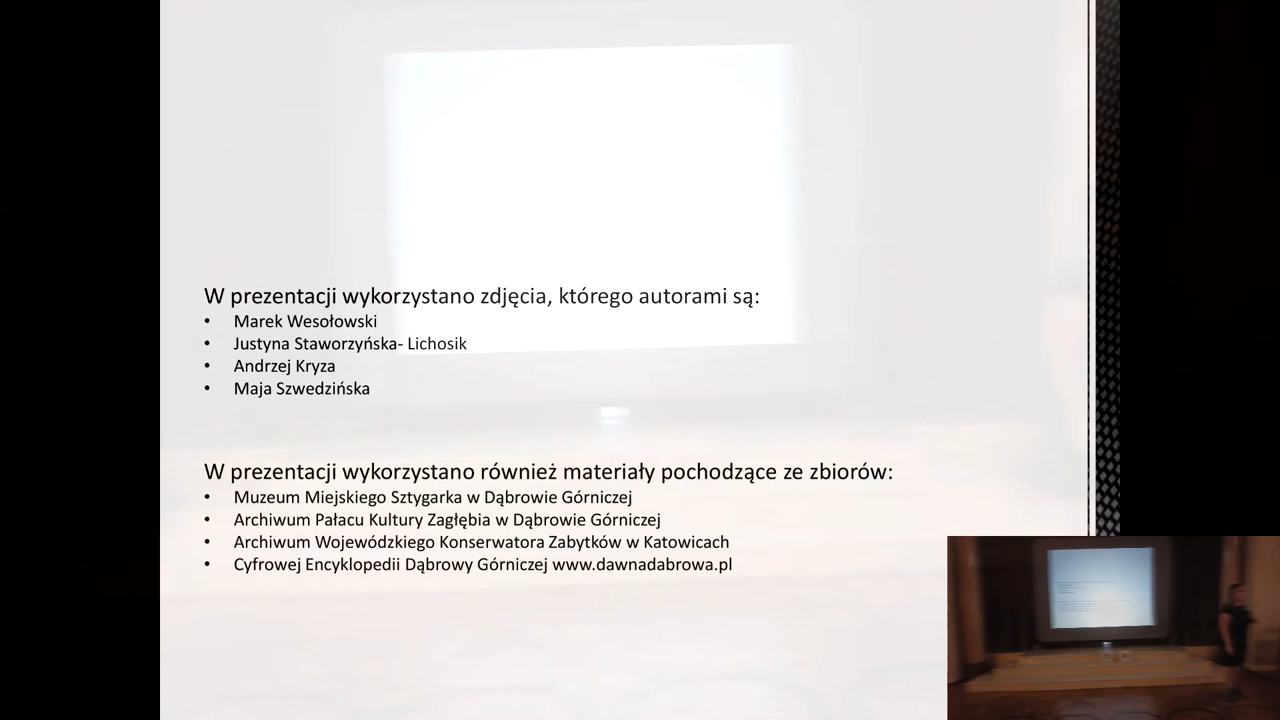 W prezentacji wykorzystano zdjęcia, którego autorami są:
• Marek Wesołowski
• Justyna Staworzyńska- Lichosik
• Andrzej Kryza
• Maja Szwedzińska
W prezentacji wykorzystano również materiały pochodzące ze zbiorów:
• Muzeum Miejskiego Sztygarka w Dąbrowie Górniczej
• Archiwum Pałacu Kultury Zagłębia w Dąbrowie Górniczej
• Archiwum Wojewódzkiego Konserwatora Zabytków w Katowicach
• Cyfrowej Encyklopedii Dąbrowy Górniczej www.dawnadabrowa.pl